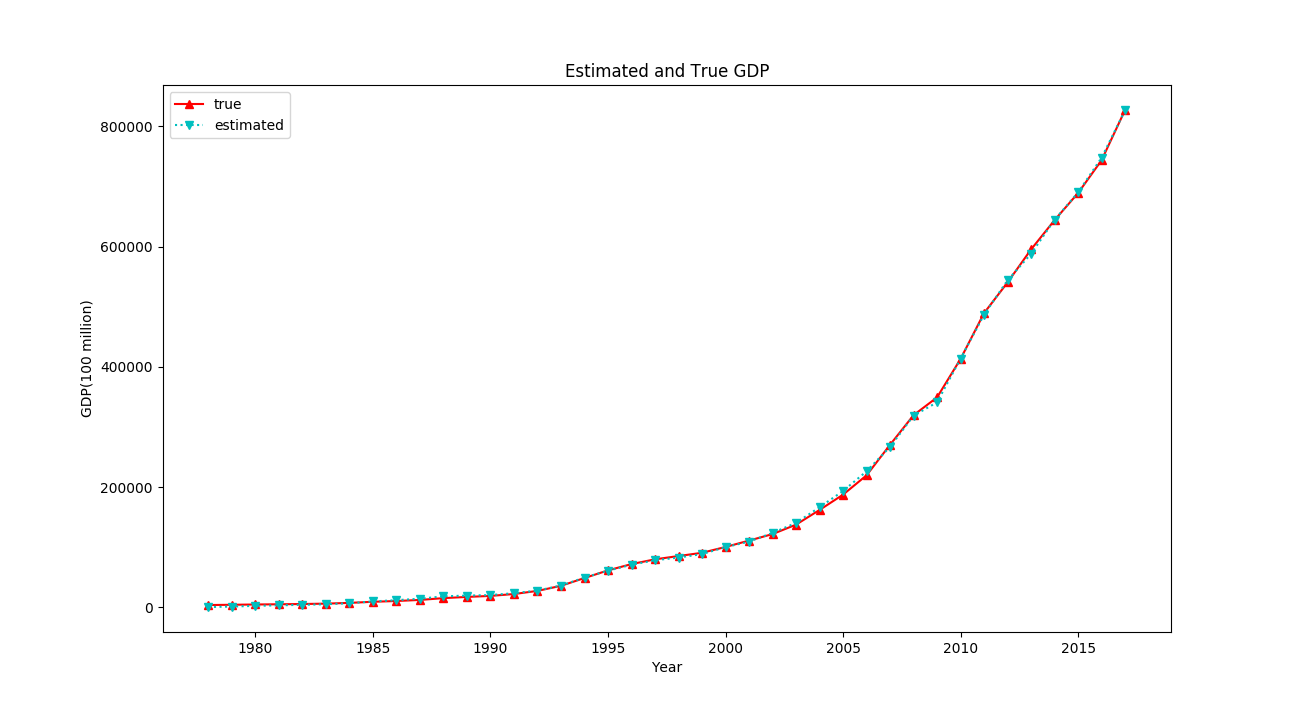 Estimated and True GDP
true
estimated
800000
600000
400000
200000
0
GDP(100 million)
1980 1985 1990 1995 2000 2005 2010 2015
Year